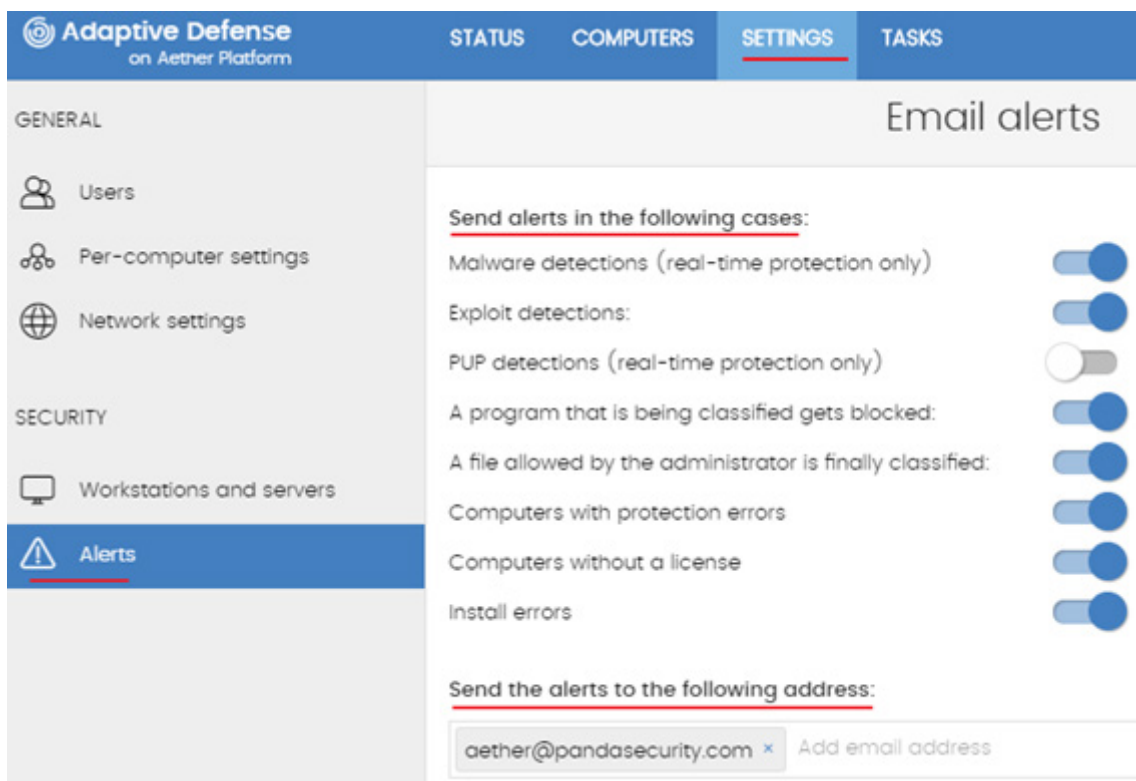 Adaptive Defense
on Aether Platform
STATUS COMPUTERS SETTINGS TASKS
GENERAL
Users
Per-computer settings
Network settings
SECURITY
Workstations and servers
Alerts
Email alerts
Send alerts in the following cases:
Malware detections (real-time protection only)
Exploit detections:
PUP detections (real-time protection only)
A program that is being classified gets blocked:
A file allowed by the administrator is finally classified:
Computers with protection errors
Computers without a license
Install errors
Send the alerts to the following address:
aether@pandasecurity.com × Add email address